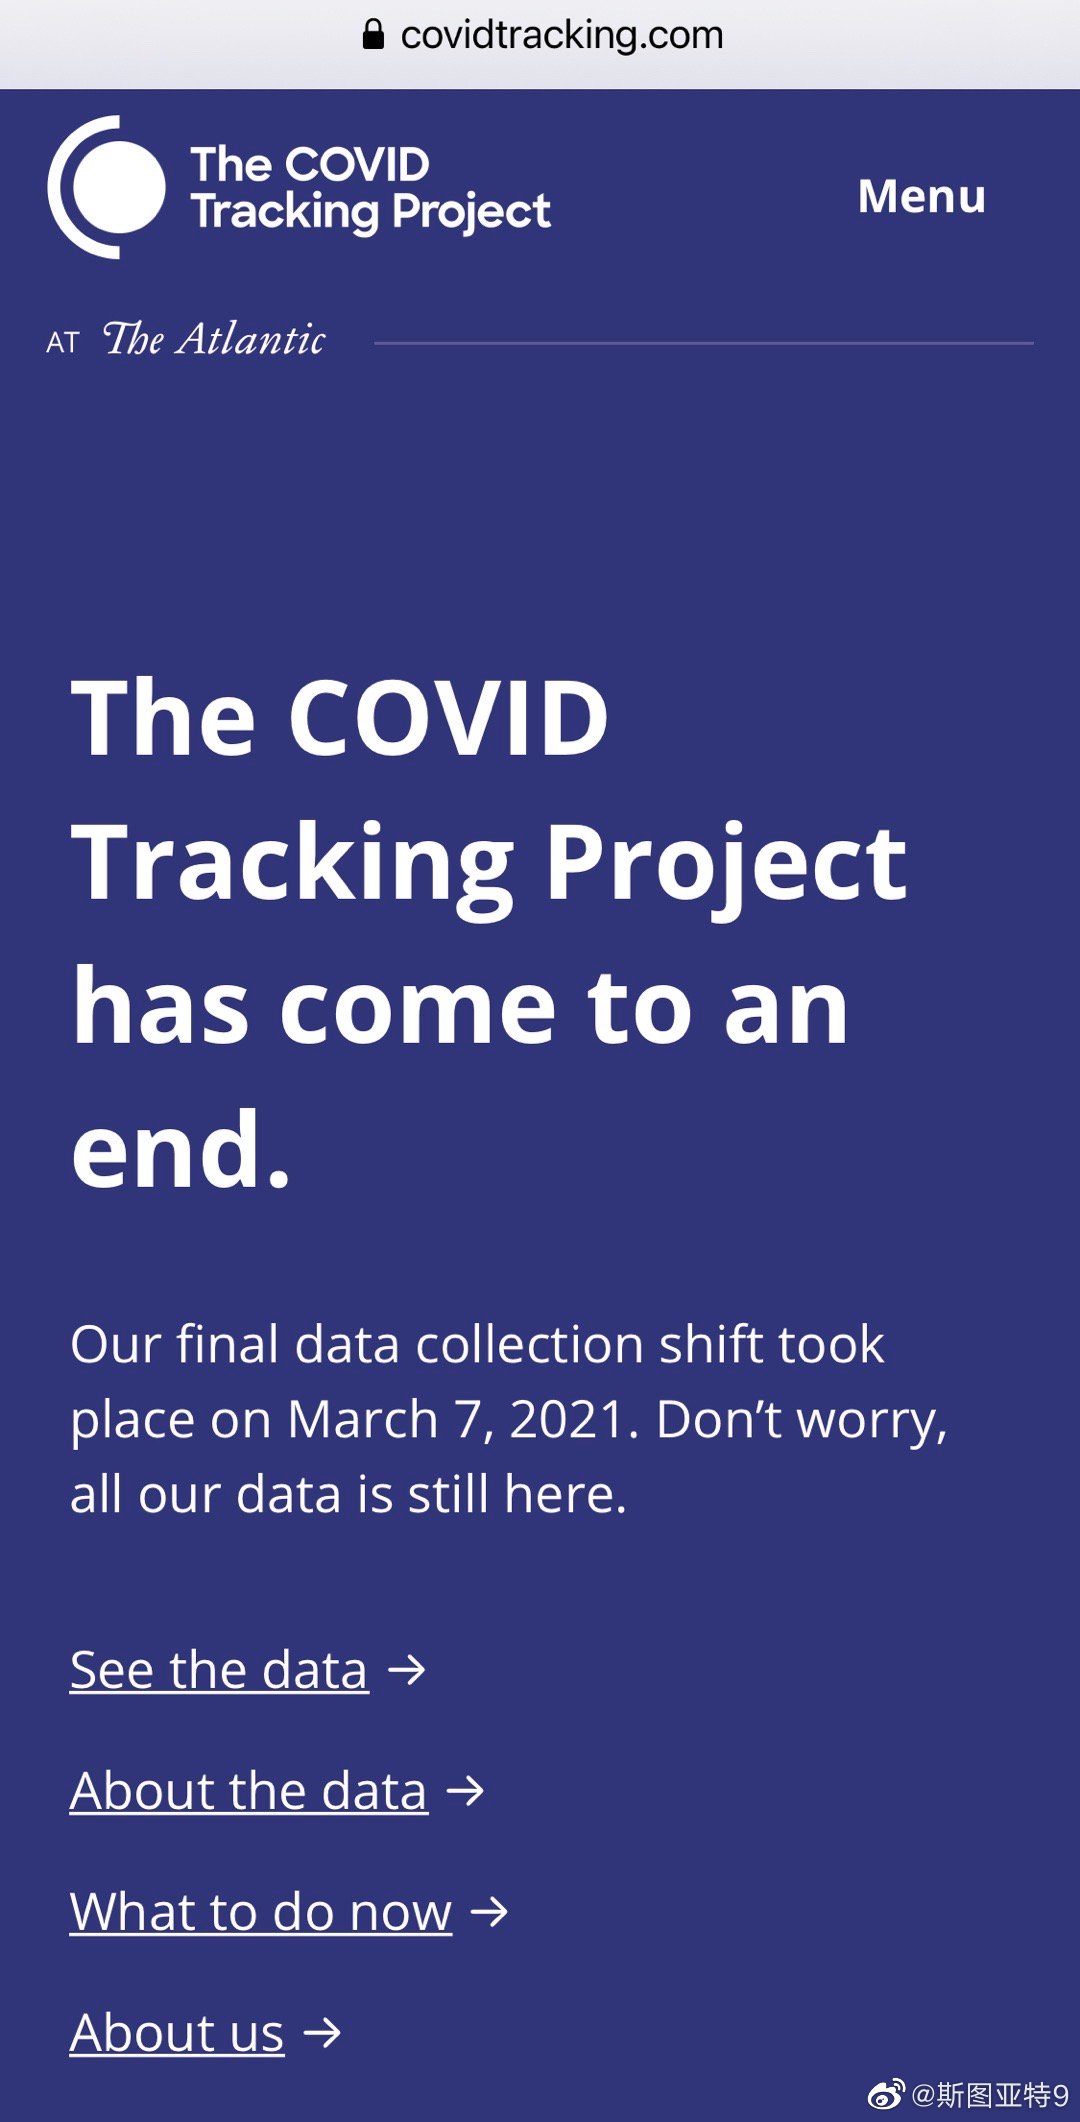 covidtracking.com
The COVID
Tracking Project
Menu
AT The Atlantic
The COVID
Tracking Project
has come to an
end.
Our final data collection shift took
place on March 7, 2021. Don’t worry,
all our data is still here.
See the data →
About the data →
What to do now →
About us →
@斯图亚特9